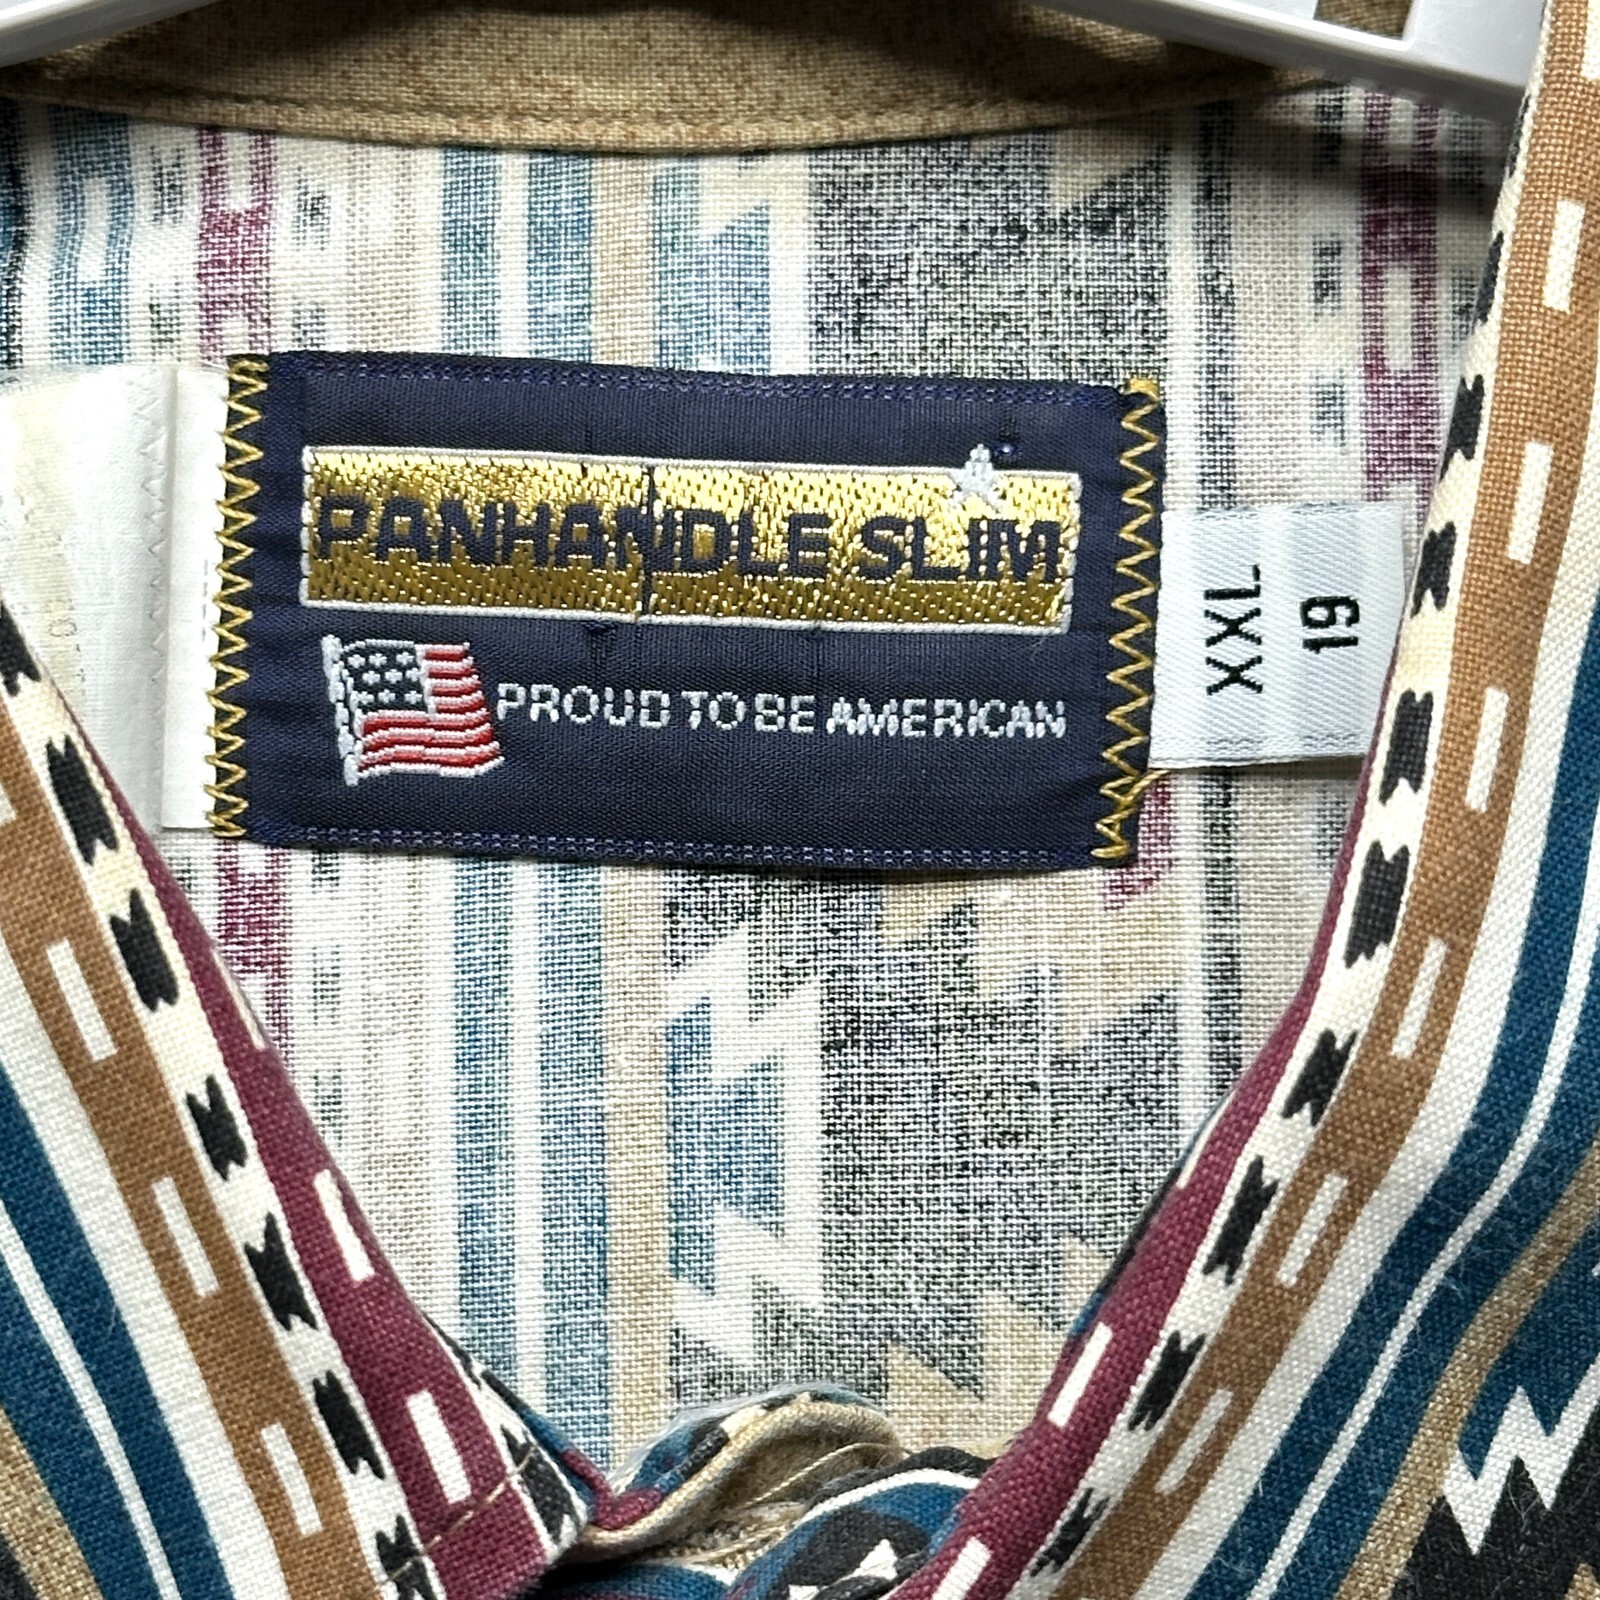 PANHANDLE SLIM
PROUD TO BE AMERICAN
XXL
19